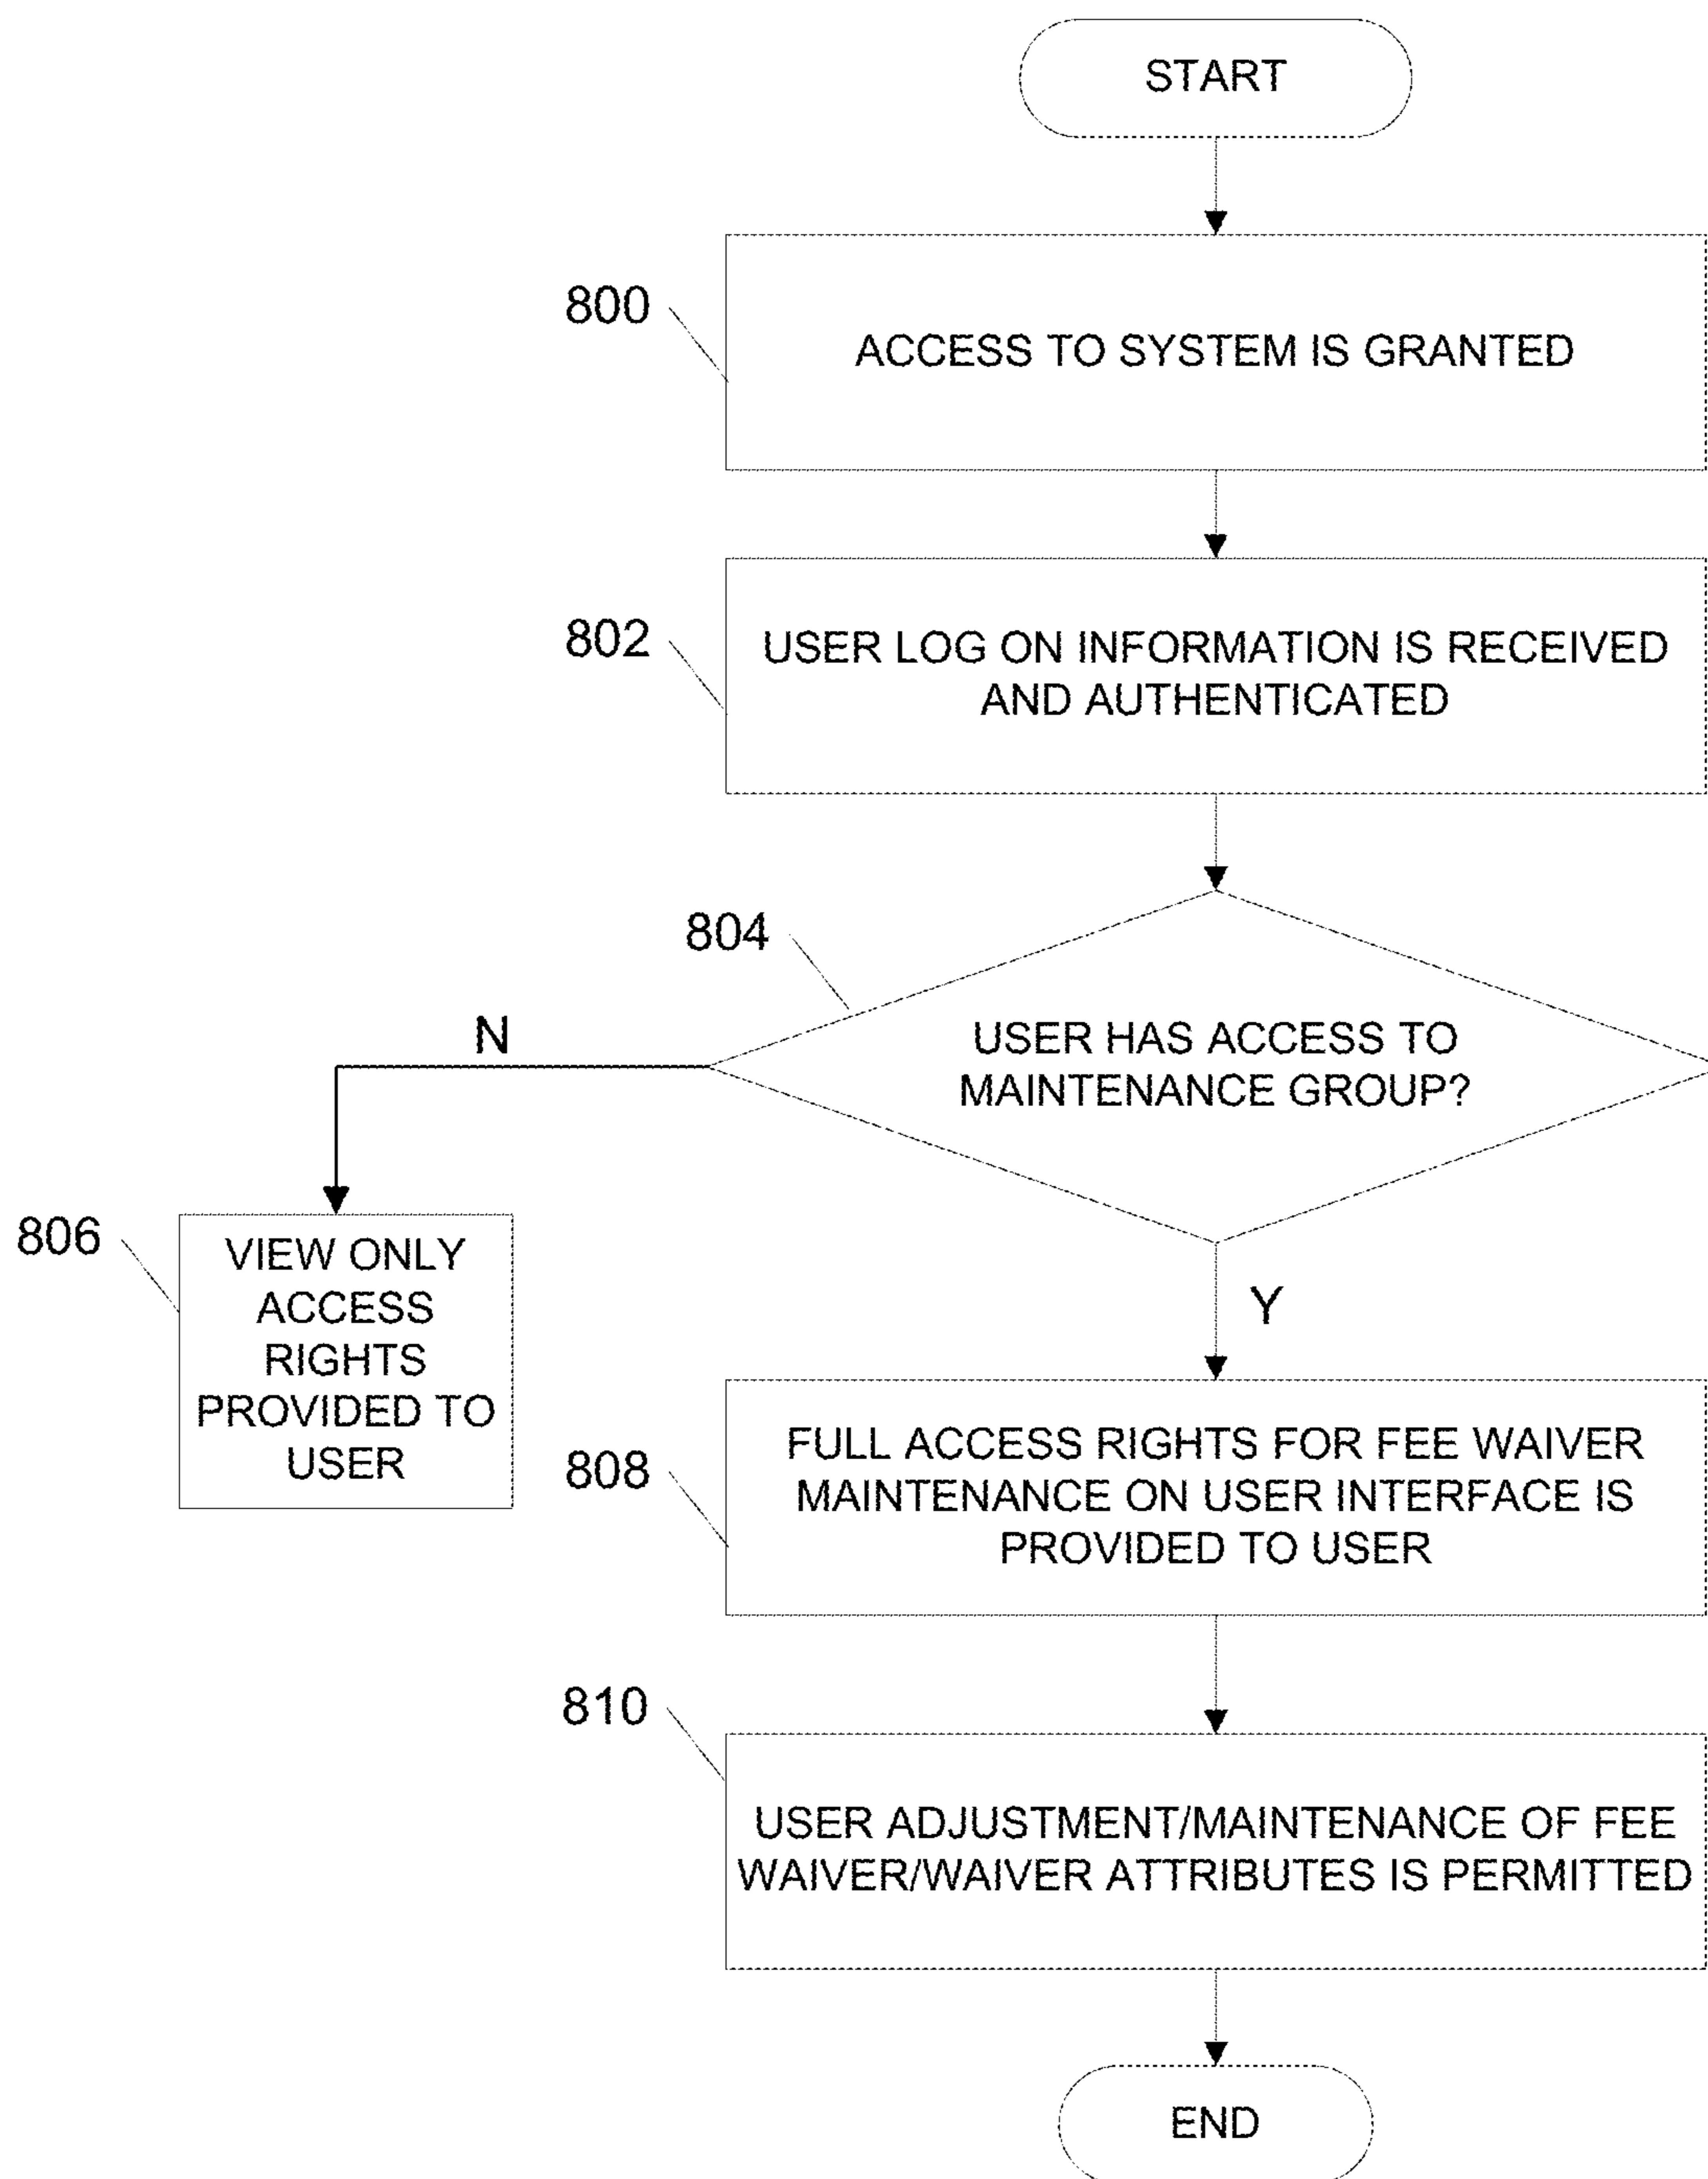 START
800
ACCESS TO SYSTEM IS GRANTED
802
USER LOG ON INFORMATION IS RECEIVED
AND AUTHENTICATED
804
USER HAS ACCESS TO
MAINTENANCE GROUP?
N
Y
806
VIEW ONLY
ACCESS
RIGHTS
PROVIDED TO
USER
808
FULL ACCESS RIGHTS FOR FEE WAIVER
MAINTENANCE ON USER INTERFACE IS
PROVIDED TO USER
810
USER ADJUSTMENT/MAINTENANCE OF FEE
WAIVER/WAIVER ATTRIBUTES IS PERMITTED
END